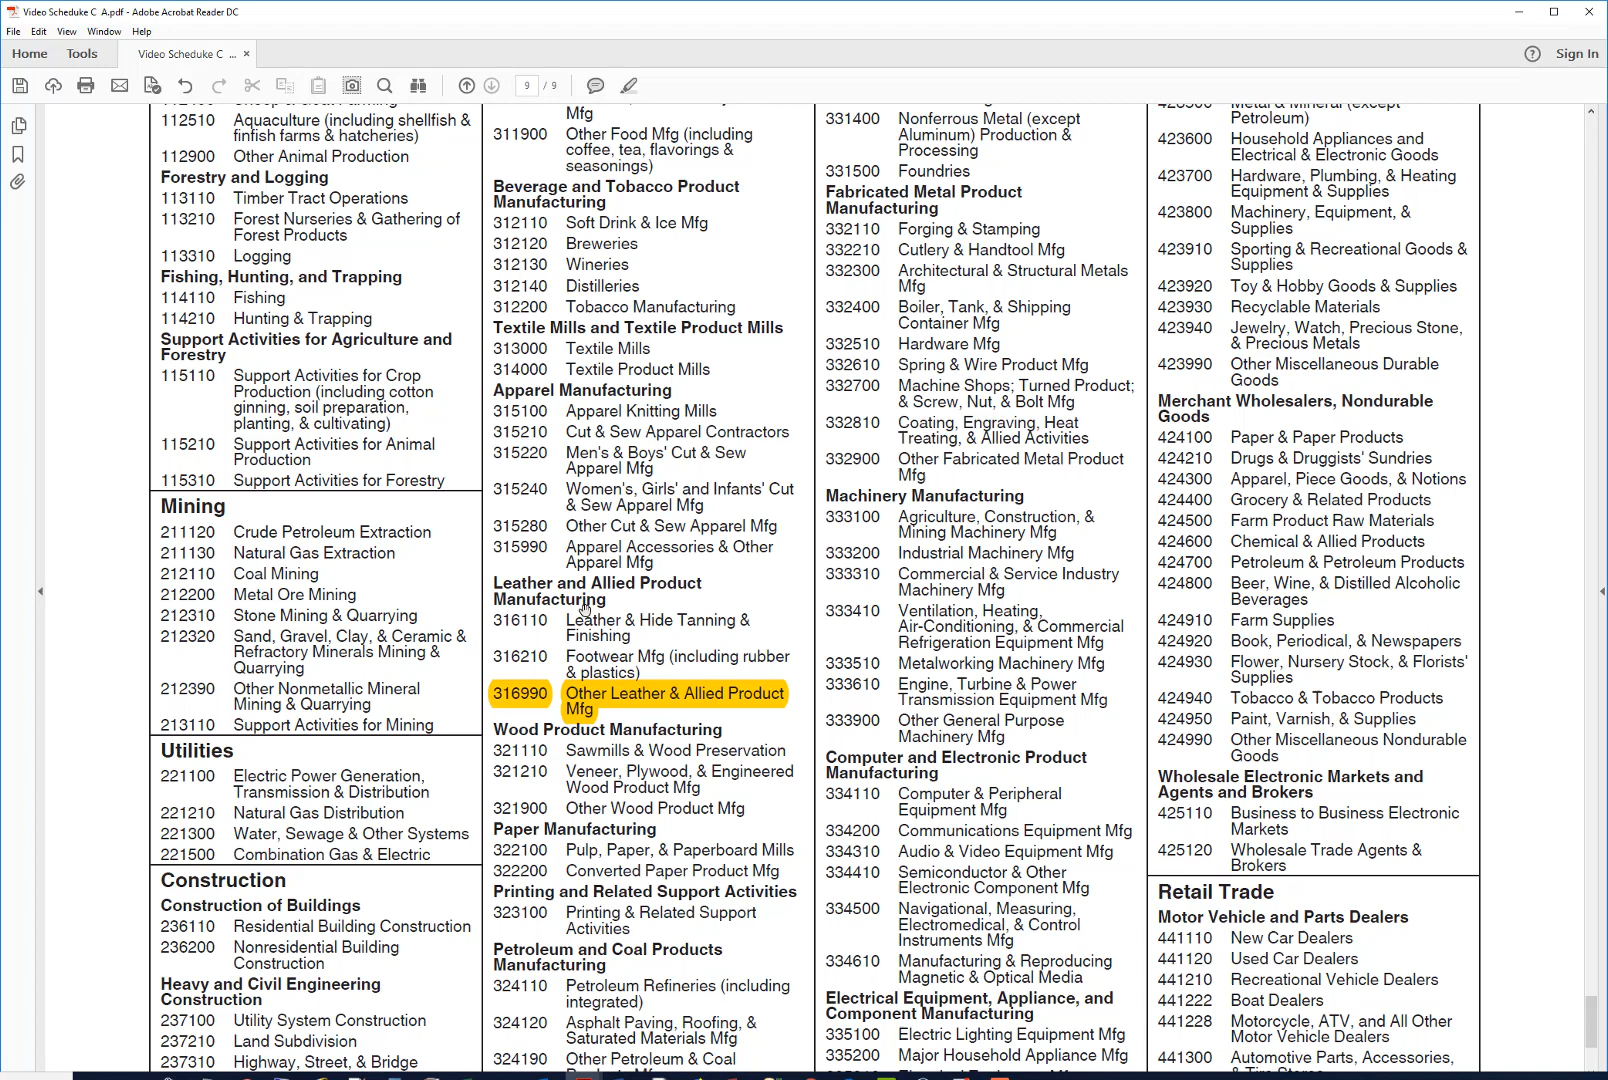 Video Scheduke C A.pdf - Adobe Acrobat Reader DC
File Edit View Window Help
Home Tools Video Scheduke C ... × Sign In
9 / 9
112510 Aquaculture (including shellfish &
finfish farms & hatcheries)
112900 Other Animal Production
Forestry and Logging
113110 Timber Tract Operations
113210 Forest Nurseries & Gathering of
Forest Products
113310 Logging
Fishing, Hunting, and Trapping
114110 Fishing
114210 Hunting & Trapping
Support Activities for Agriculture and
Forestry
115110 Support Activities for Crop
Production (including cotton
ginning, soil preparation,
planting, & cultivating)
115210 Support Activities for Animal
Production
115310 Support Activities for Forestry
Mining
211120 Crude Petroleum Extraction
211130 Natural Gas Extraction
212110 Coal Mining
212200 Metal Ore Mining
212310 Stone Mining & Quarrying
212320 Sand, Gravel, Clay, & Ceramic &
Refractory Minerals Mining &
Quarrying
212390 Other Nonmetallic Mineral
Mining & Quarrying
213110 Support Activities for Mining
Utilities
221100 Electric Power Generation,
Transmission & Distribution
221210 Natural Gas Distribution
221300 Water, Sewage & Other Systems
221500 Combination Gas & Electric
Construction
Construction of Buildings
236110 Residential Building Construction
236200 Nonresidential Building
Construction
Heavy and Civil Engineering
Construction
237100 Utility System Construction
237210 Land Subdivision
237310 Highway, Street, & Bridge
Mfg
311900 Other Food Mfg (including
coffee, tea, flavorings &
seasonings)
Beverage and Tobacco Product
Manufacturing
312110 Soft Drink & Ice Mfg
312120 Breweries
312130 Wineries
312140 Distilleries
312200 Tobacco Manufacturing
Textile Mills and Textile Product Mills
313000 Textile Mills
314000 Textile Product Mills
Apparel Manufacturing
315100 Apparel Knitting Mills
315210 Cut & Sew Apparel Contractors
315220 Men's & Boys' Cut & Sew
Apparel Mfg
315240 Women's, Girls' and Infants' Cut
& Sew Apparel Mfg
315280 Other Cut & Sew Apparel Mfg
315990 Apparel Accessories & Other
Apparel Mfg
Leather and Allied Product
Manufacturing
316110 Leather & Hide Tanning &
Finishing
316210 Footwear Mfg (including rubber
& plastics)
316990 Other Leather & Allied Product
Mfg
Wood Product Manufacturing
321110 Sawmills & Wood Preservation
321210 Veneer, Plywood, & Engineered
Wood Product Mfg
321900 Other Wood Product Mfg
Paper Manufacturing
322100 Pulp, Paper, & Paperboard Mills
322200 Converted Paper Product Mfg
Printing and Related Support Activities
323100 Printing & Related Support
Activities
Petroleum and Coal Products
Manufacturing
324110 Petroleum Refineries (including
integrated)
324120 Asphalt Paving, Roofing, &
Saturated Materials Mfg
324190 Other Petroleum & Coal
331400 Nonferrous Metal (except
Aluminum) Production &
Processing
331500 Foundries
Fabricated Metal Product
Manufacturing
332110 Forging & Stamping
332210 Cutlery & Handtool Mfg
332300 Architectural & Structural Metals
Mfg
332400 Boiler, Tank, & Shipping
Container Mfg
332510 Hardware Mfg
332610 Spring & Wire Product Mfg
332700 Machine Shops; Turned Product;
& Screw, Nut, & Bolt Mfg
332810 Coating, Engraving, Heat
Treating, & Allied Activities
332900 Other Fabricated Metal Product
Mfg
Machinery Manufacturing
333100 Agriculture, Construction, &
Mining Machinery Mfg
333200 Industrial Machinery Mfg
333310 Commercial & Service Industry
Machinery Mfg
333410 Ventilation, Heating,
Air-Conditioning, & Commercial
Refrigeration Equipment Mfg
333510 Metalworking Machinery Mfg
333610 Engine, Turbine & Power
Transmission Equipment Mfg
333900 Other General Purpose
Machinery Mfg
Computer and Electronic Product
Manufacturing
334110 Computer & Peripheral
Equipment Mfg
334200 Communications Equipment Mfg
334310 Audio & Video Equipment Mfg
334410 Semiconductor & Other
Electronic Component Mfg
334500 Navigational, Measuring,
Electromedical, & Control
Instruments Mfg
334610 Manufacturing & Reproducing
Magnetic & Optical Media
Electrical Equipment, Appliance, and
Component Manufacturing
335100 Electric Lighting Equipment Mfg
335200 Major Household Appliance Mfg
Metal & Mineral (except
Petroleum)
423600 Household Appliances and
Electrical & Electronic Goods
423700 Hardware, Plumbing, & Heating
Equipment & Supplies
423800 Machinery, Equipment, &
Supplies
423910 Sporting & Recreational Goods &
Supplies
423920 Toy & Hobby Goods & Supplies
423930 Recyclable Materials
423940 Jewelry, Watch, Precious Stone,
& Precious Metals
423990 Other Miscellaneous Durable
Goods
Merchant Wholesalers, Nondurable
Goods
424100 Paper & Paper Products
424210 Drugs & Druggists' Sundries
424300 Apparel, Piece Goods, & Notions
424400 Grocery & Related Products
424500 Farm Product Raw Materials
424600 Chemical & Allied Products
424700 Petroleum & Petroleum Products
424800 Beer, Wine, & Distilled Alcoholic
Beverages
424910 Farm Supplies
424920 Book, Periodical, & Newspapers
424930 Flower, Nursery Stock, & Florists'
Supplies
424940 Tobacco & Tobacco Products
424950 Paint, Varnish, & Supplies
424990 Other Miscellaneous Nondurable
Goods
Wholesale Electronic Markets and
Agents and Brokers
425110 Business to Business Electronic
Markets
425120 Wholesale Trade Agents &
Brokers
Retail Trade
Motor Vehicle and Parts Dealers
441110 New Car Dealers
441120 Used Car Dealers
441210 Recreational Vehicle Dealers
441222 Boat Dealers
441228 Motorcycle, ATV, and All Other
Motor Vehicle Dealers
441300 Automotive Parts, Accessories,